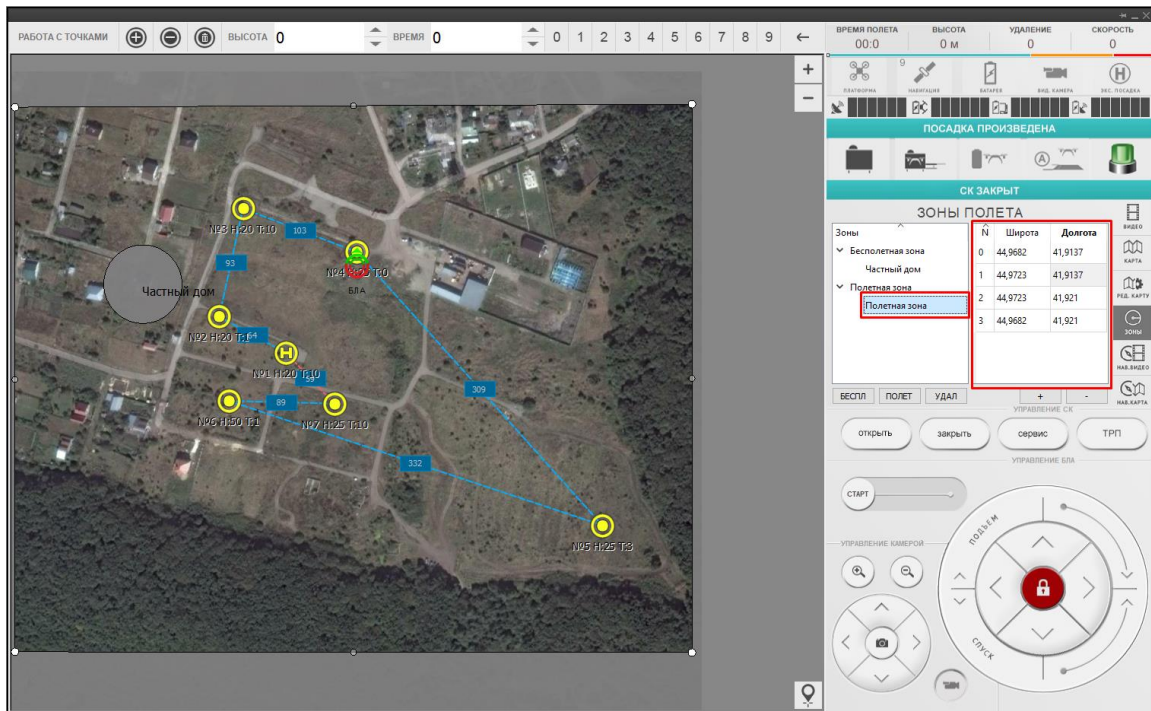 РАБОТА С ТОЧКАМИ ВЫСОТА 0 ВРЕМЯ 0 0 1 2 3 4 5 6 7 8 9
ВРЕМЯ ПОЛЕТА ВЫСОТА УДАЛЕНИЕ СКОРОСТЬ
00:0 0 м 0 0
9
ПЛАТФОРМА НАВИГАЦИЯ БАТАРЕЯ ВИД. КАМЕРА ЭКС. ПОСАДКА
ПОСАДКА ПРОИЗВЕДЕНА
СК ЗАКРЫТ
ЗОНЫ ПОЛЕТА
Зоны
Бесполетная зона
Частный дом
Полетная зона
Полетная зона
N Широта Долгота
0 44,9682 41,9137
1 44,9723 41,9137
2 44,9723 41,921
3 44,9682 41,921
ВИДЕО
КАРТА
РЕД. КАРТУ
ЗОНЫ
НАВ.ВИДЕО
НАВ.КАРТА
БЕСПЛ ПОЛЕТ УДАЛ + -
УПРАВЛЕНИЕ СК
открыть закрыть сервис ТРП
УПРАВЛЕНИЕ БЛА
СТАРТ
ПОДЪЕМ
УПРАВЛЕНИЕ КАМЕРОЙ
СПУСК
№3 H:20 T:10
103
№4 H:25 T:0
БЛА
93
Частный дом
№2 H:20 T:1
64
№1 H:20 T:10
309
89
№6 H:50 T:1
№7 H:25 T:10
332
№5 H:25 T:3